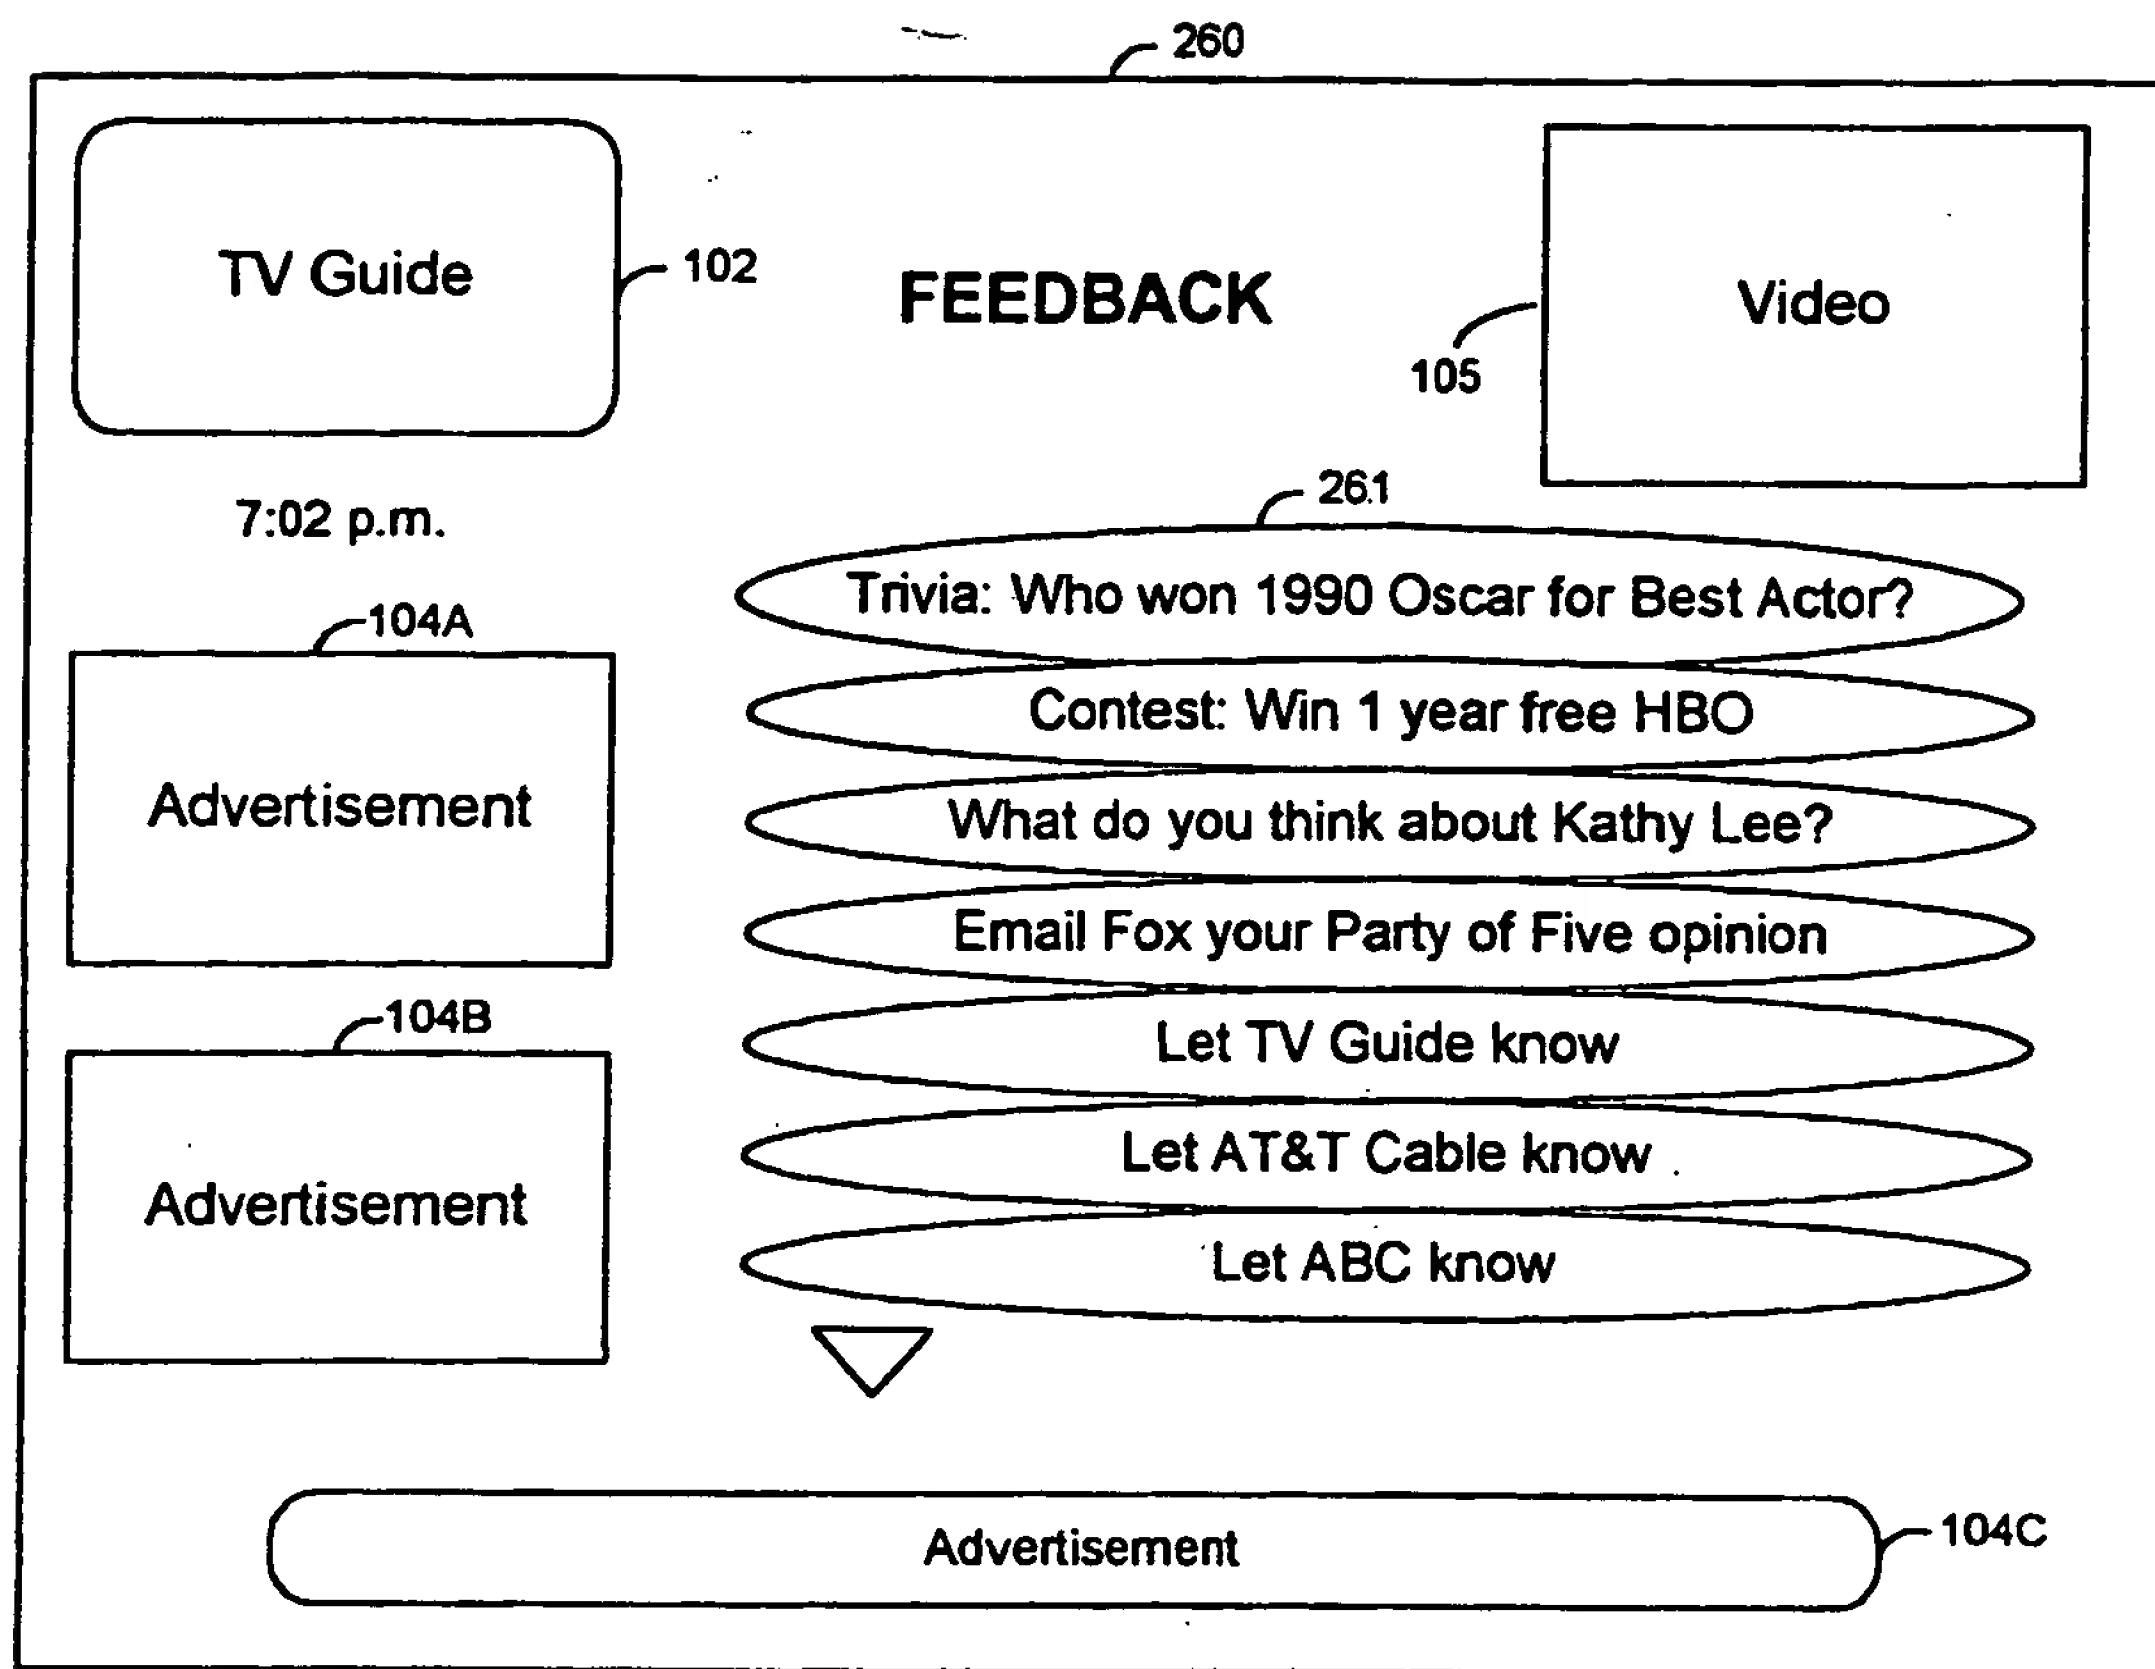 260
TV Guide
102
FEEDBACK
Video
105
7:02 p.m.
261
Trivia: Who won 1990 Oscar for Best Actor?
104A
Contest: Win 1 year free HBO
Advertisement
What do you think about Kathy Lee?
Email Fox your Party of Five opinion
104B
Let TV Guide know
Advertisement
Let AT&T Cable know
Let ABC know
Advertisement
104C